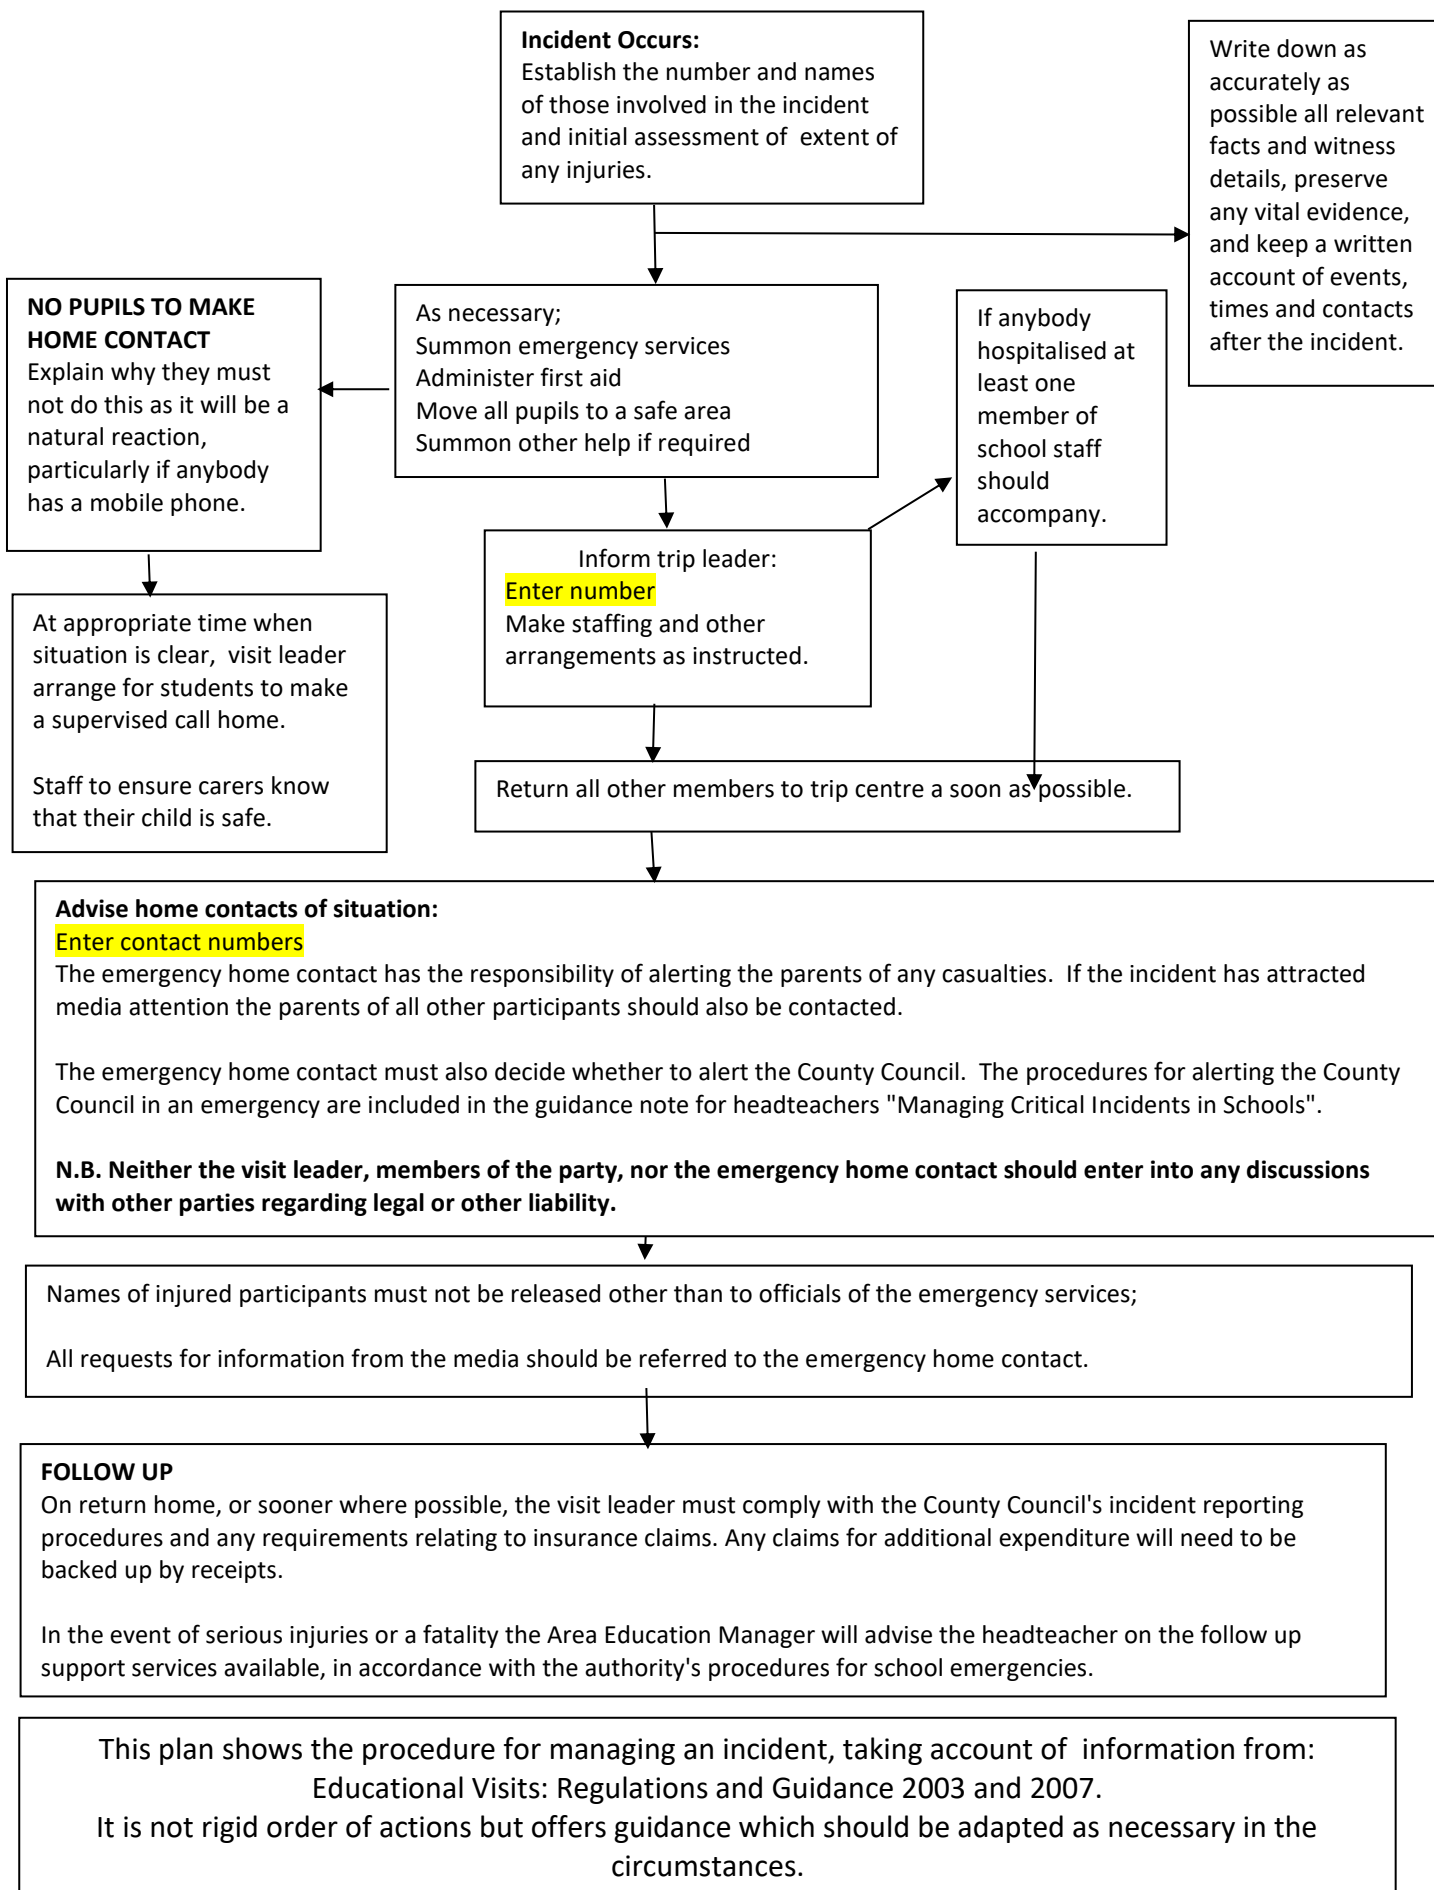 Incident Occurs:
Establish the number and names
of those involved in the incident
and initial assessment of  extent of
any injuries.
Write down as
accurately as
possible all relevant
facts and witness
details, preserve
any vital evidence,
and keep a written
account of events,
times and contacts
after the incident.
NO PUPILS TO MAKE
HOME CONTACT
Explain why they must
not do this as it will be a
natural reaction,
particularly if anybody
has a mobile phone.
As necessary;
Summon emergency services
Administer first aid
Move all pupils to a safe area
Summon other help if required
If anybody
hospitalised at
least one
member of
school staff
should
accompany.
Inform trip leader:
Enter number
Make staffing and other
arrangements as instructed.
At appropriate time when
situation is clear,  visit leader
arrange for students to make
a supervised call home.
Staff to ensure carers know
that their child is safe.
Return all other members to trip centre a soon as possible.
Advise home contacts of situation:
Enter contact numbers
The emergency home contact has the responsibility of alerting the parents of any casualties.  If the incident has attracted
media attention the parents of all other participants should also be contacted.
The emergency home contact must also decide whether to alert the County Council.  The procedures for alerting the County
Council in an emergency are included in the guidance note for headteachers "Managing Critical Incidents in Schools".
N.B. Neither the visit leader, members of the party, nor the emergency home contact should enter into any discussions
with other parties regarding legal or other liability.
Names of injured participants must not be released other than to officials of the emergency services;
All requests for information from the media should be referred to the emergency home contact.
FOLLOW UP
On return home, or sooner where possible, the visit leader must comply with the County Council's incident reporting
procedures and any requirements relating to insurance claims. Any claims for additional expenditure will need to be
backed up by receipts.
In the event of serious injuries or a fatality the Area Education Manager will advise the headteacher on the follow up
support services available, in accordance with the authority's procedures for school emergencies.
This plan shows the procedure for managing an incident, taking account of  information from:
Educational Visits: Regulations and Guidance 2003 and 2007.
It is not rigid order of actions but offers guidance which should be adapted as necessary in the
circumstances.